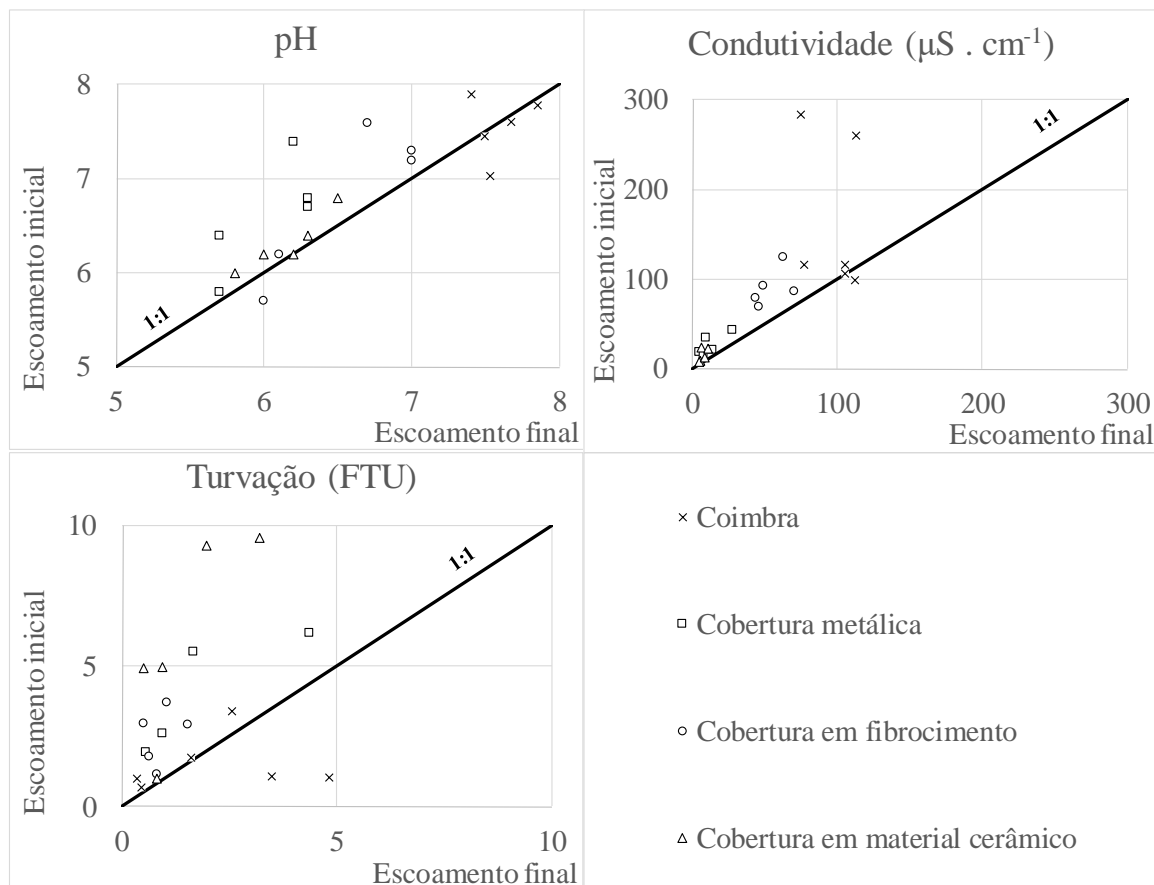 pH
Escoamento inicial
8
7
6
5
1:1
5
6
7
8
Escoamento final
Condutividade (μS . cm-1)
Escoamento inicial
300
200
100
0
1:1
0
100
200
300
Escoamento final
Turvação (FTU)
Escoamento inicial
10
5
0
1:1
0
5
10
Escoamento final
Coimbra
Cobertura metálica
Cobertura em fibrocimento
Cobertura em material cerâmico